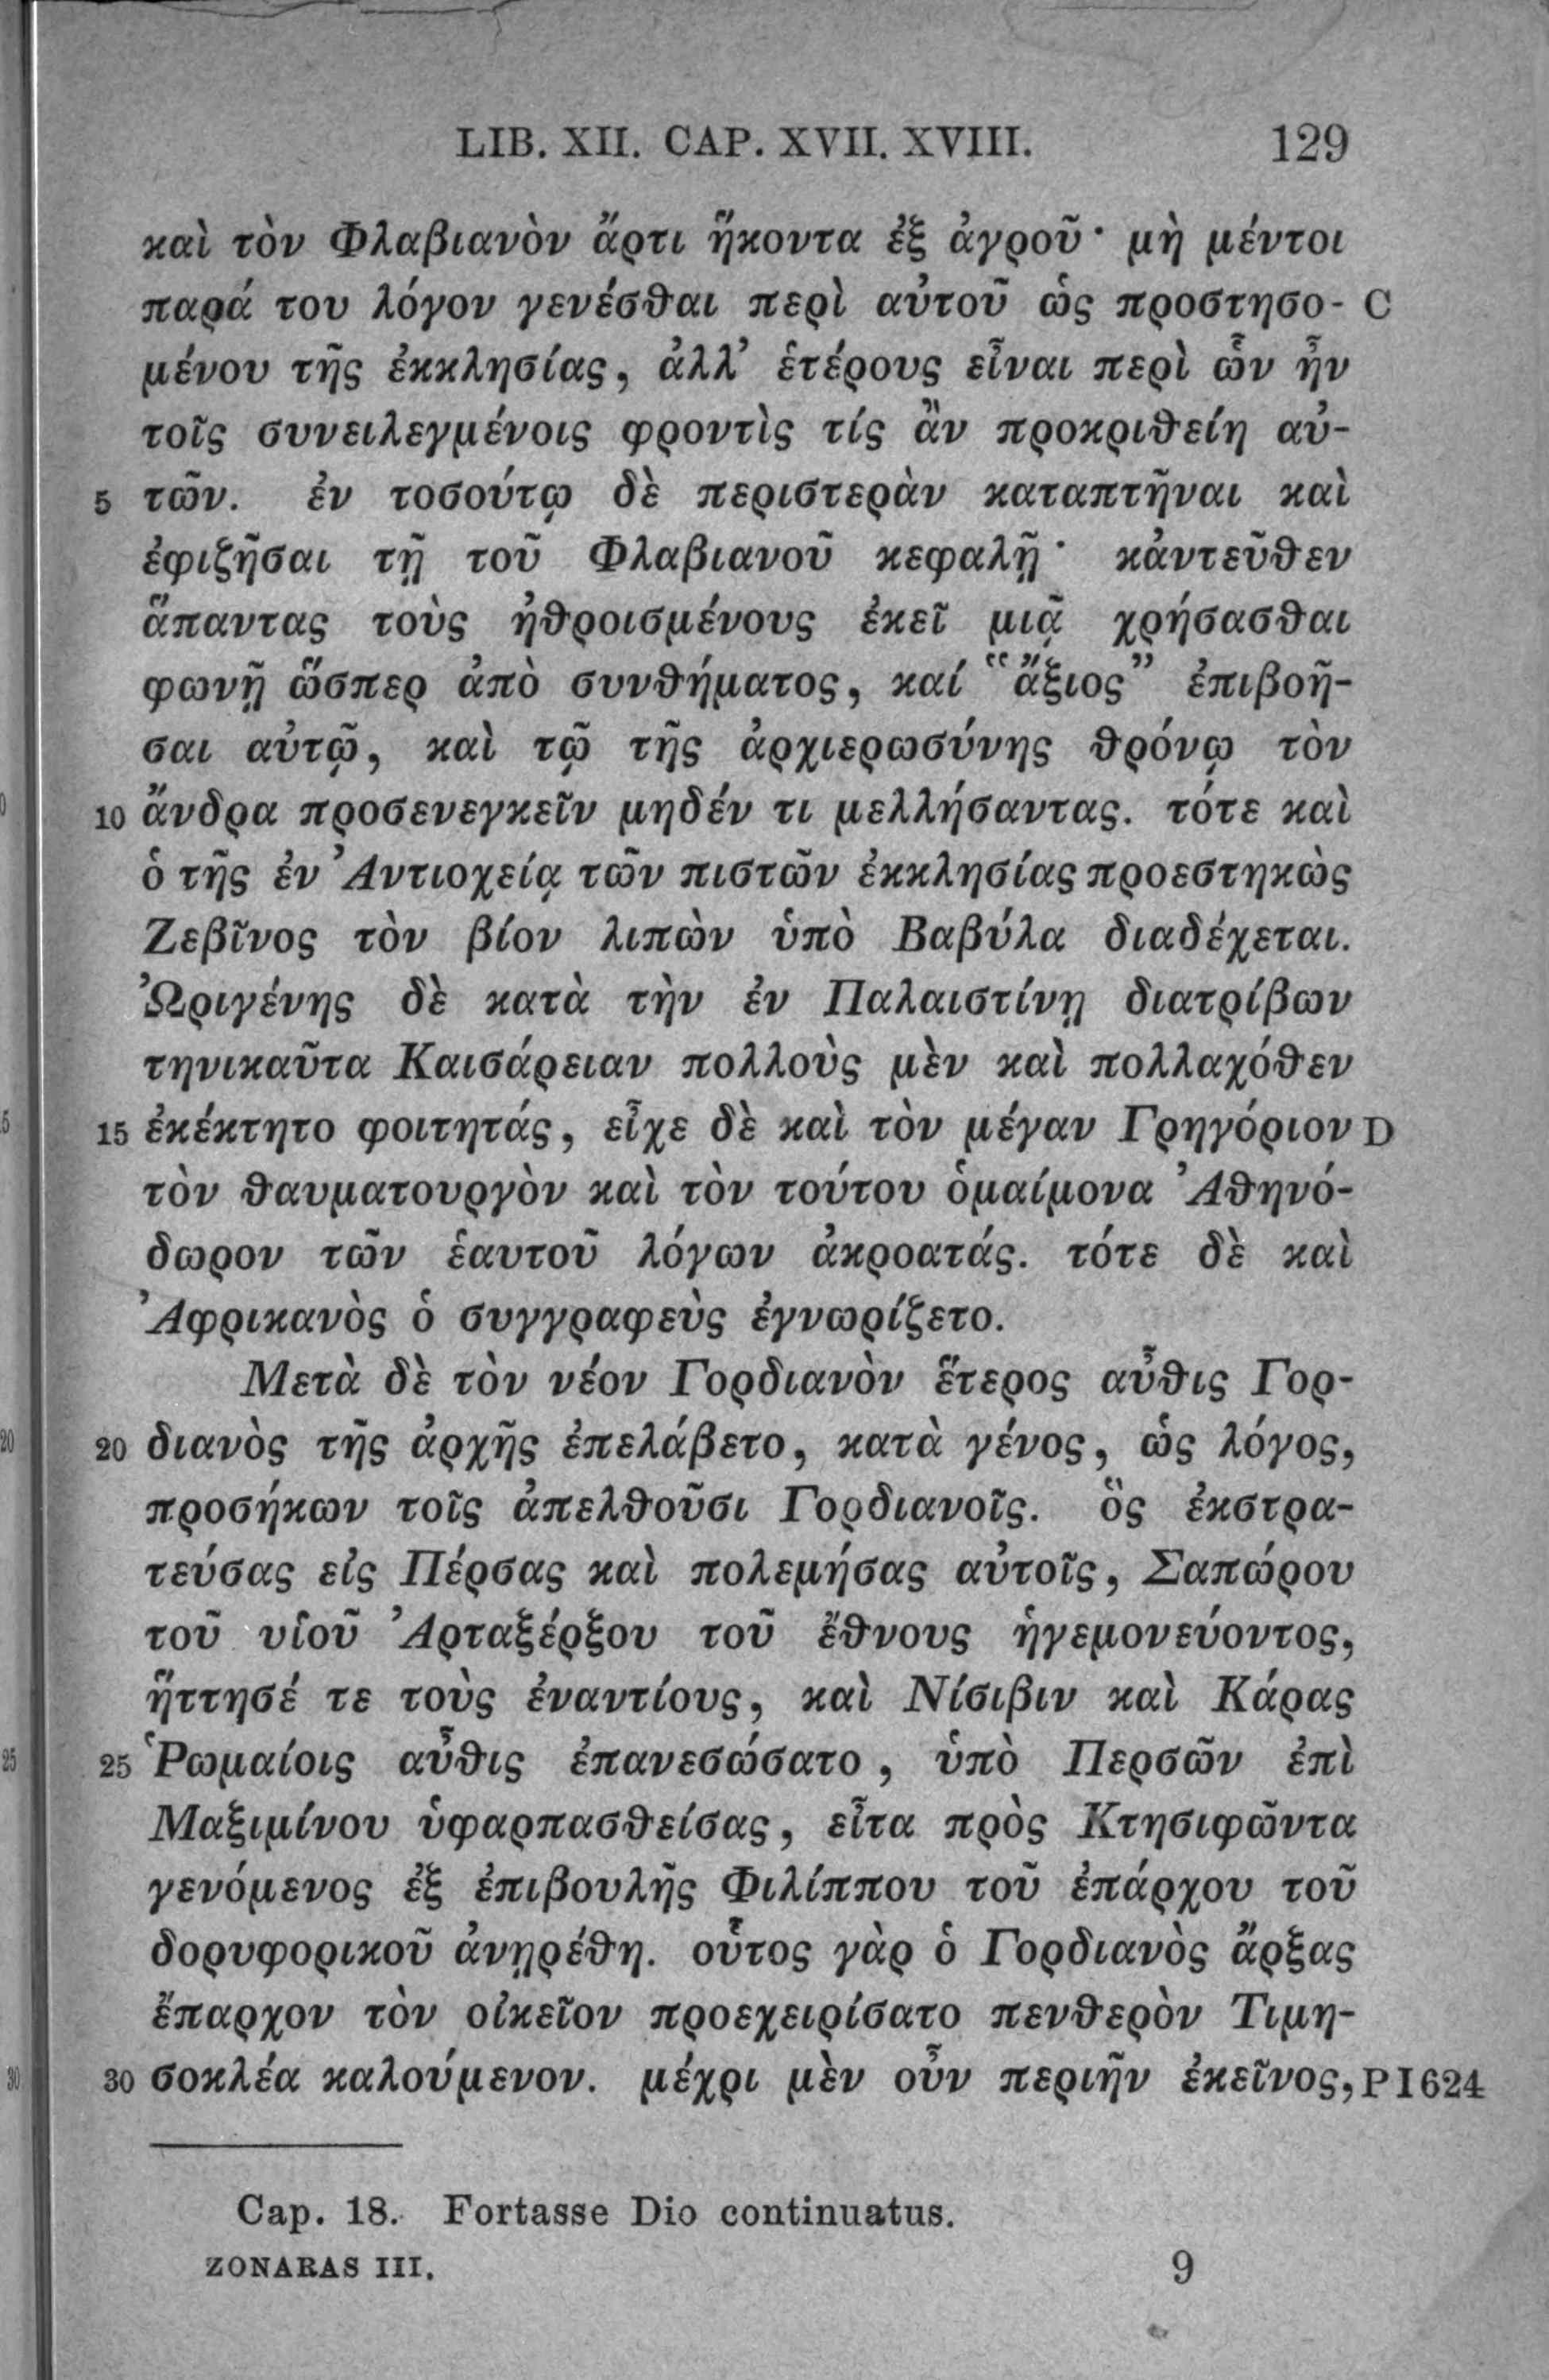 LIB. XII. CAP. XVII. XVIII. 129
καὶ τὸν Φλαβιανὸν ἄρτι ἥκοντα ἐξ ἀγροῦ· μὴ μέντοι
παρά του λόγον γενέσθαι περὶ αὐτοῦ ὡς προστησο- C
μένου τῆς ἐκκλησίας, ἀλλ’ ἑτέρους εἶναι περὶ ὧν ἦν
τοῖς συνειλεγμένοις φροντὶς τίς ἂν προκριθείη αὐ-
5 τῶν. ἐν τοσούτῳ δὲ περιστερὰν καταπτῆναι καὶ
ἐφιζῆσαι τῇ τοῦ Φλαβιανοῦ κεφαλῇ· κἀντεῦθεν
ἅπαντας τοὺς ἠθροισμένους ἐκεῖ μιᾷ χρήσασθαι
φωνῇ ὥσπερ ἀπὸ συνθήματος, καί “ἄξιος” ἐπιβοῆ-
σαι αὐτῷ, καὶ τῷ τῆς ἀρχιερωσύνης θρόνῳ τὸν
10 ἄνδρα προσενεγκεῖν μηδέν τι μελλήσαντας. τότε καὶ
ὁ τῆς ἐν Ἀντιοχείᾳ τῶν πιστῶν ἐκκλησίας προεστηκὼς
Ζεβῖνος τὸν βίον λιπὼν ὑπὸ Βαβύλα διαδέχεται.
Ὠριγένης δὲ κατὰ τὴν ἐν Παλαιστίνῃ διατρίβων
τηνικαῦτα Καισάρειαν πολλοὺς μὲν καὶ πολλαχόθεν
15 ἐκέκτητο φοιτητάς, εἶχε δὲ καὶ τὸν μέγαν Γρηγόριον D
τὸν θαυματουργὸν καὶ τὸν τούτου ὁμαίμονα Ἀθηνό-
δωρον τῶν ἑαυτοῦ λόγων ἀκροατάς. τότε δὲ καὶ
Ἀφρικανὸς ὁ συγγραφεὺς ἐγνωρίζετο.
Μετὰ δὲ τὸν νέον Γορδιανὸν ἕτερος αὖθις Γορ-
20 διανὸς τῆς ἀρχῆς ἐπελάβετο, κατὰ γένος, ὡς λόγος,
προσήκων τοῖς ἀπελθοῦσι Γορδιανοῖς. ὃς ἐκστρα-
τεύσας εἰς Πέρσας καὶ πολεμήσας αὐτοῖς, Σαπώρου
τοῦ υἱοῦ Ἀρταξέρξου τοῦ ἔθνους ἡγεμονεύοντος,
ἥττησέ τε τοὺς ἐναντίους, καὶ Νίσιβιν καὶ Κάρας
25 Ῥωμαίοις αὖθις ἐπανεσώσατο, ὑπὸ Περσῶν ἐπὶ
Μαξιμίνου ὑφαρπασθείσας, εἶτα πρὸς Κτησιφῶντα
γενόμενος ἐξ ἐπιβουλῆς Φιλίππου τοῦ ἐπάρχου τοῦ
δορυφορικοῦ ἀνῃρέθη. οὗτος γὰρ ὁ Γορδιανὸς ἄρξας
ἔπαρχον τὸν οἰκεῖον προεχειρίσατο πενθερὸν Τιμη-
30 σοκλέα καλούμενον. μέχρι μὲν οὖν περιῆν ἐκεῖνος, P I 624
Cap. 18. Fortasse Dio continuatus.
ZONARAS III. 9